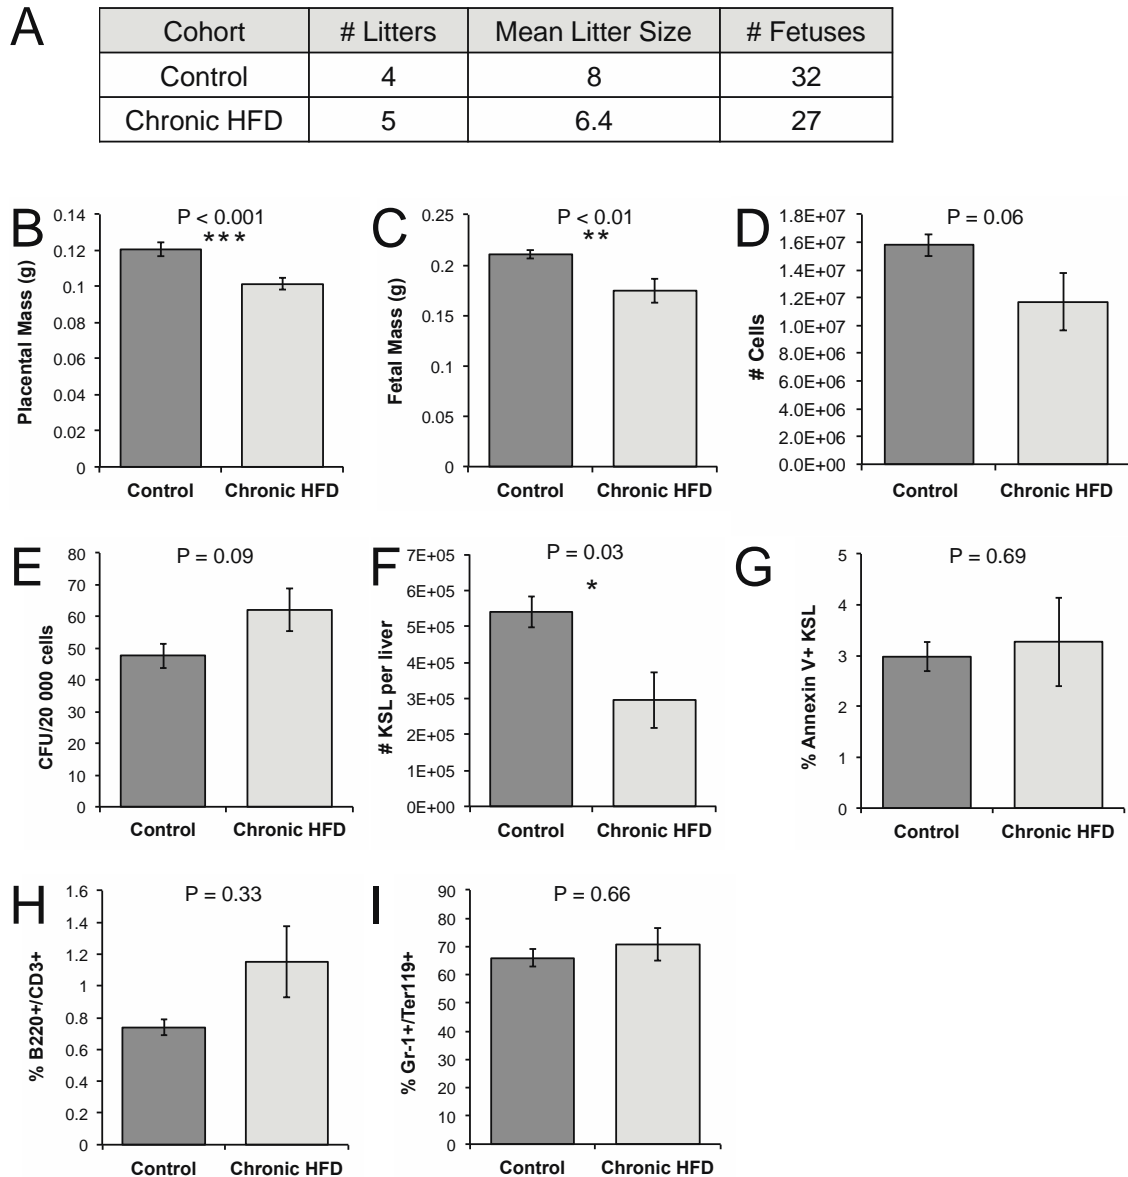 A
Cohort # Litters Mean Litter Size # Fetuses
Control 4 8 32
Chronic HFD 5 6.4 27
B
P < 0.001
***
Placental Mass (g)
0.14
0.12
0.1
0.08
0.06
0.04
0.02
0
Control Chronic HFD
C
P < 0.01
**
Fetal Mass (g)
0.25
0.2
0.15
0.1
0.05
0
Control Chronic HFD
D
P = 0.06
# Cells
1.8E+07
1.6E+07
1.4E+07
1.2E+07
1.0E+07
8.0E+06
6.0E+06
4.0E+06
2.0E+06
0.0E+00
Control Chronic HFD
E
P = 0.09
CFU/20 000 cells
80
70
60
50
40
30
20
10
0
Control Chronic HFD
F
P = 0.03
*
# KSL per liver
7E+05
6E+05
5E+05
4E+05
3E+05
2E+05
1E+05
0E+00
Control Chronic HFD
G
P = 0.69
% Annexin V+ KSL
5
4
3
2
1
0
Control Chronic HFD
H
P = 0.33
% B220+/CD3+
1.6
1.4
1.2
1
0.8
0.6
0.4
0.2
0
Control Chronic HFD
I
P = 0.66
% Gr-1+/Ter119+
90
80
70
60
50
40
30
20
10
0
Control Chronic HFD